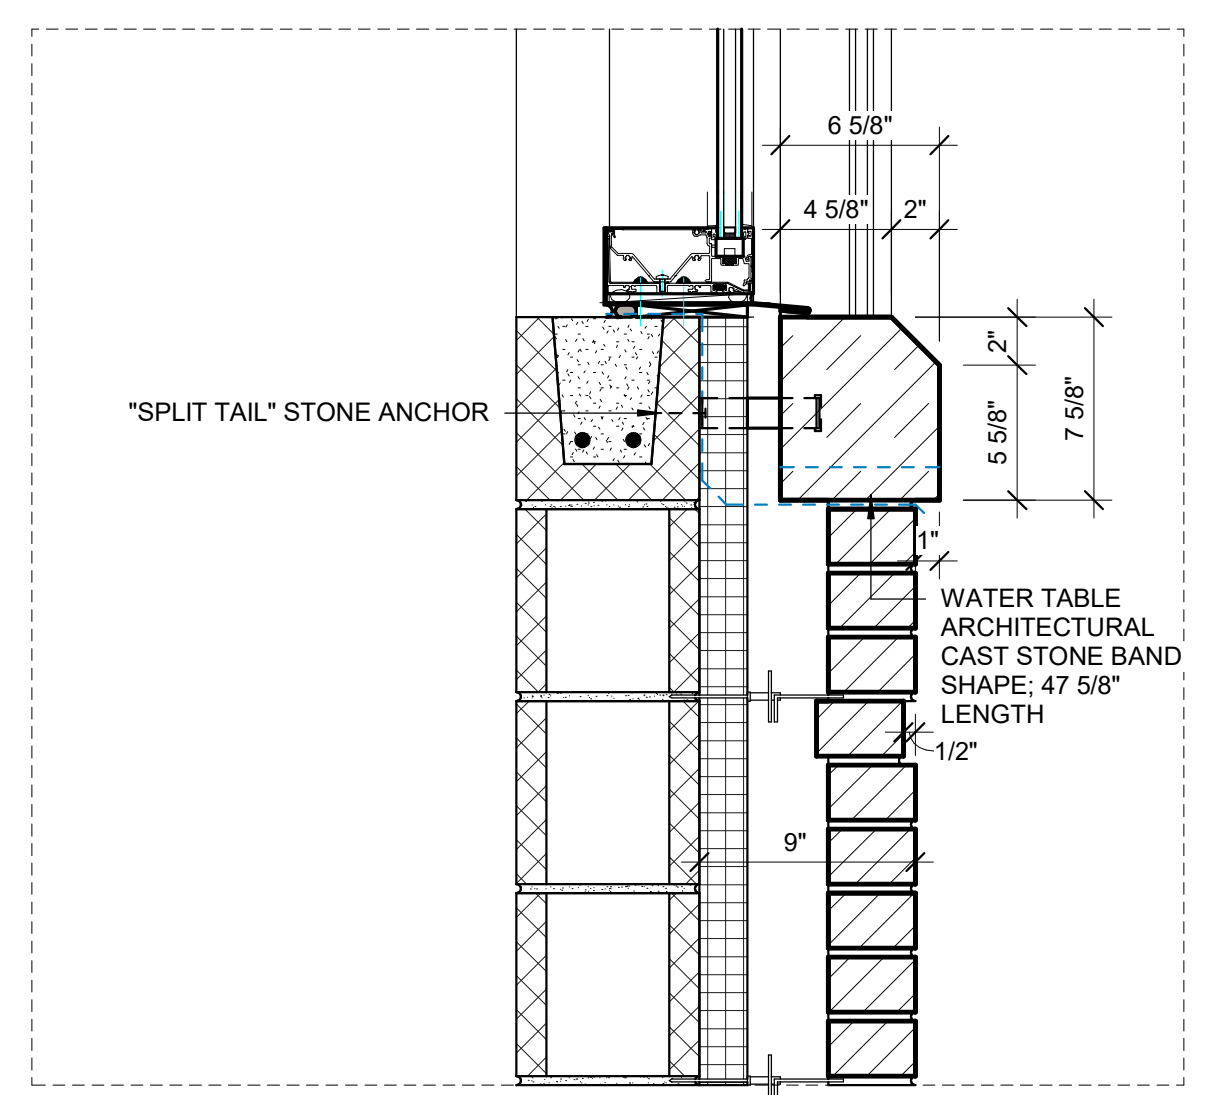 6 5/8"
4 5/8"
2"
2"
5 5/8"
7 5/8"
"SPLIT TAIL" STONE ANCHOR
1"
WATER TABLE
ARCHITECTURAL
CAST STONE BAND
SHAPE; 47 5/8"
LENGTH
1/2"
9"